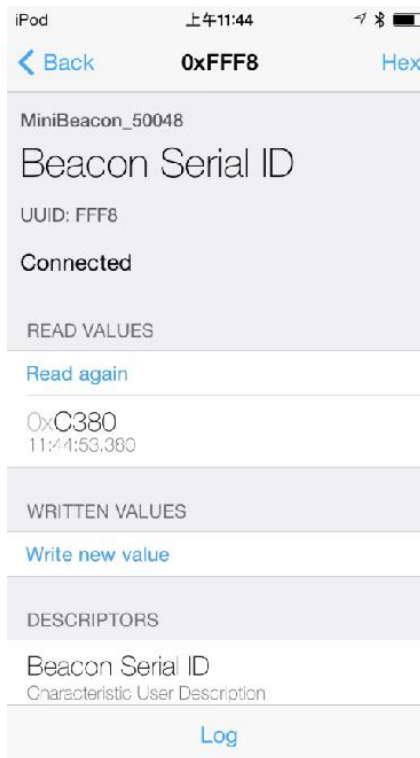 iPod 上午11:44
Back 0xFFF8 Hex
MiniBeacon_50048
Beacon Serial ID
UUID: FFF8
Connected
READ VALUES
Read again
0xC380
11:44:53.380
WRITTEN VALUES
Write new value
DESCRIPTORS
Beacon Serial ID
Characteristic User Description
Log